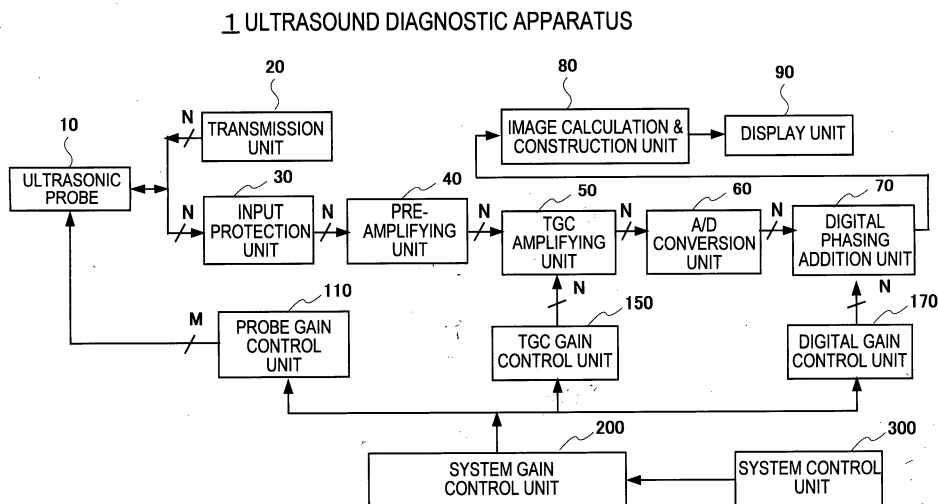 1 ULTRASOUND DIAGNOSTIC APPARATUS
20
80
90
N
TRANSMISSION
UNIT
IMAGE CALCULATION &
CONSTRUCTION UNIT
DISPLAY UNIT
10
ULTRASONIC
PROBE
30
40
50
60
70
N
INPUT
PROTECTION
UNIT
N
PRE-
AMPLIFYING
UNIT
N
TGC
AMPLIFYING
UNIT
N
A/D
CONVERSION
UNIT
N
DIGITAL
PHASING
ADDITION UNIT
110
N
150
N
170
M
PROBE GAIN
CONTROL
UNIT
TGC GAIN
CONTROL UNIT
DIGITAL GAIN
CONTROL UNIT
200
300
SYSTEM GAIN
CONTROL UNIT
SYSTEM CONTROL
UNIT